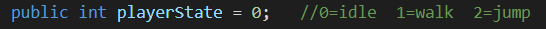 public int playerState = 0;   //0=idle  1=walk  2=jump